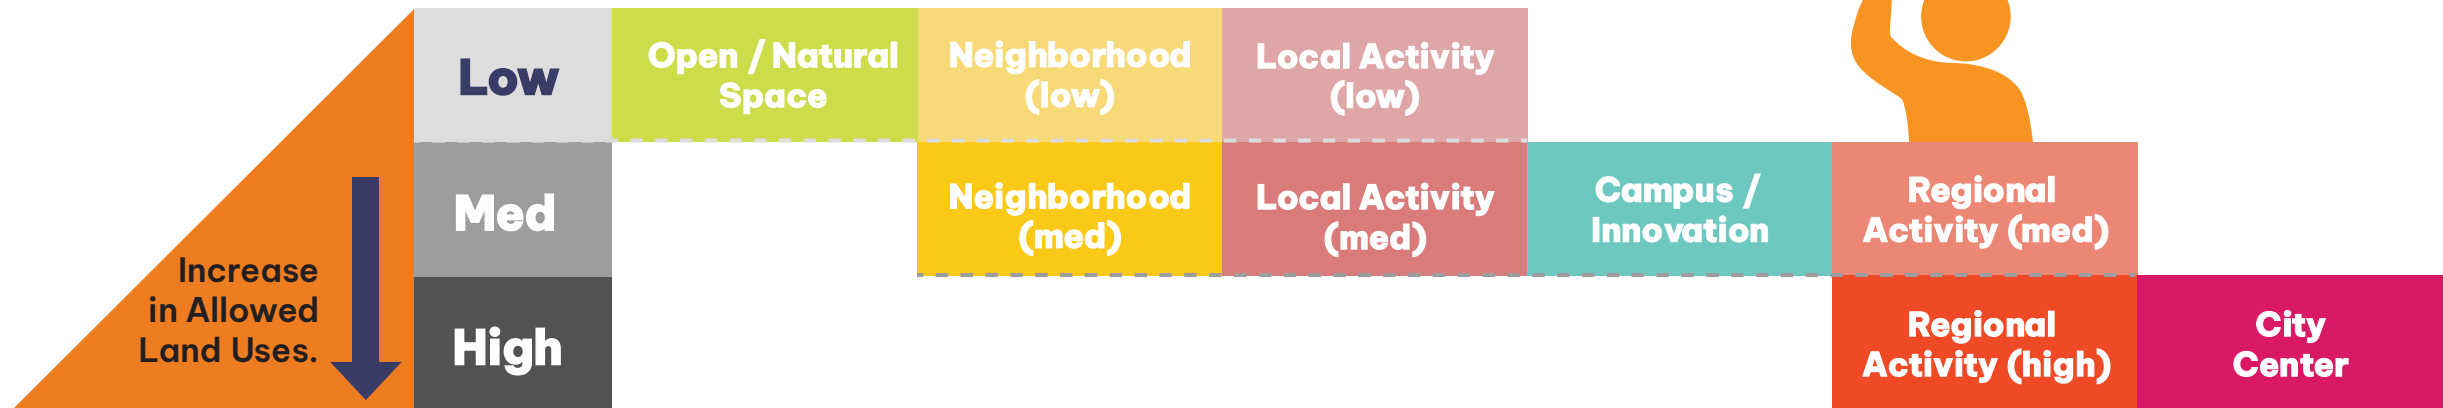 Increase
in Allowed
Land Uses.
Low
Open / Natural
Space
Neighborhood
(low)
Local Activity
(low)
Med
Neighborhood
(med)
Local Activity
(med)
Campus /
Innovation
Regional
Activity (med)
High
Regional
Activity (high)
City
Center